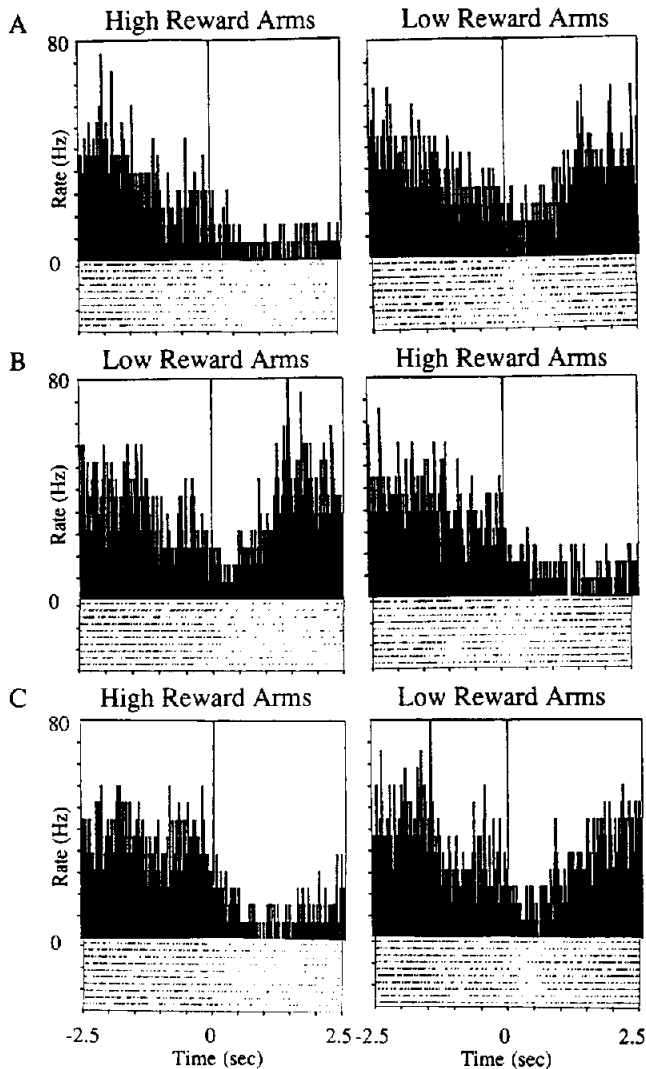 A
High Reward Arms
Low Reward Arms
80
Rate (Hz)
0
B
Low Reward Arms
High Reward Arms
80
Rate (Hz)
0
C
High Reward Arms
Low Reward Arms
80
Rate (Hz)
0
-2.5 0 2.5 -2.5 0 2.5
Time (sec) Time (sec)